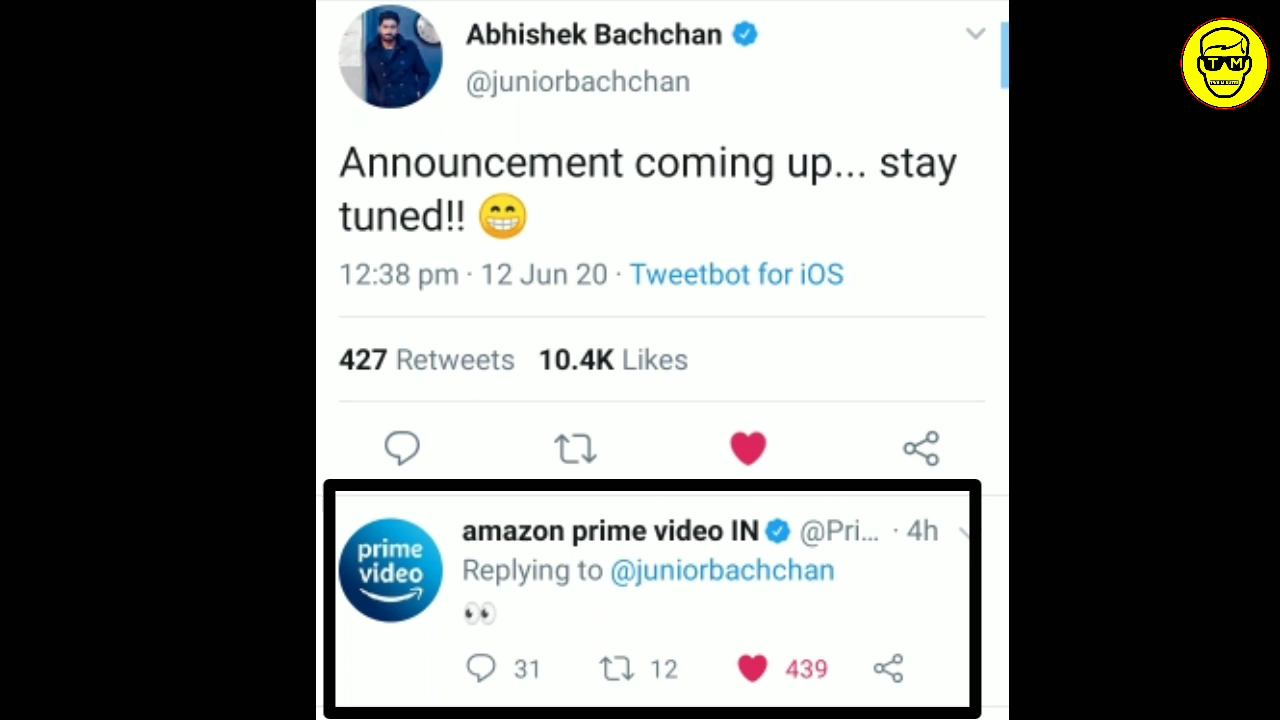 Abhishek Bachchan
@juniorbachchan
Announcement coming up... stay
tuned!! 😁
12:38 pm · 12 Jun 20 · Tweetbot for iOS
427 Retweets 10.4K Likes
prime
video
amazon prime video IN @Pri... · 4h
Replying to @juniorbachchan
👀
31 12 439
T M